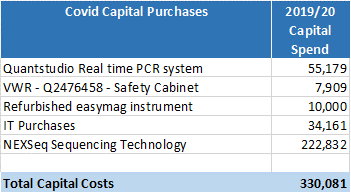 Covid Capital Purchases 2019/20
Capital
Spend
Quantstudio Real time PCR system 55,179
VWR - Q2476458 - Safety Cabinet 7,909
Refurbished easymag instrument 10,000
IT Purchases 34,161
NEXSeq Sequencing Technology 222,832
Total Capital Costs 330,081